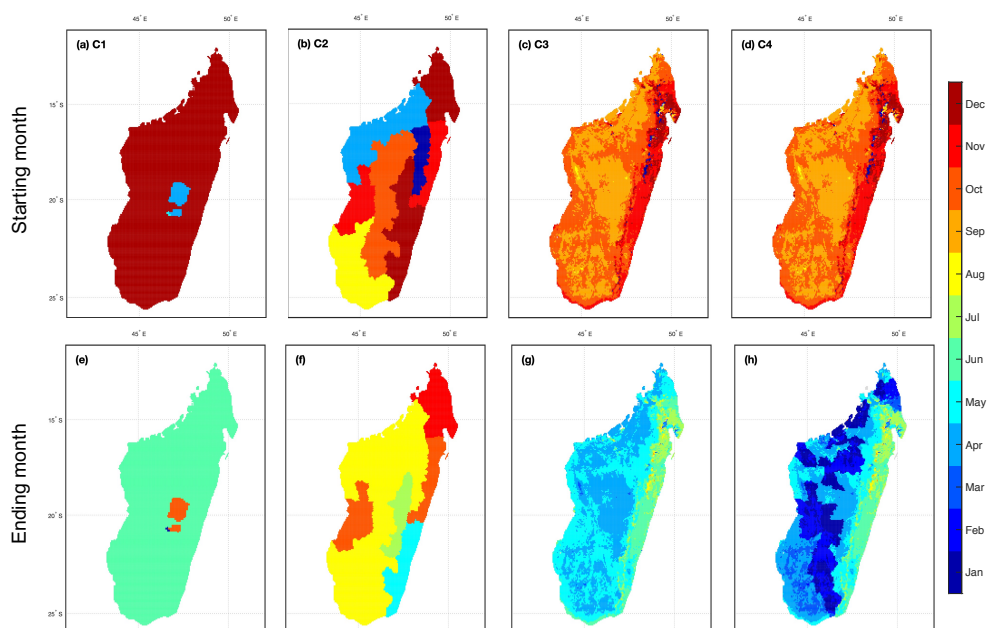 45° E 50° E 45° E 50° E 45° E 50° E 45° E 50° E
(a) C1 (b) C2 (c) C3 (d) C4
15° S
20° S
25° S
Starting month
45° E 50° E 45° E 50° E 45° E 50° E 45° E 50° E
(e) (f) (g) (h)
15° S
20° S
25° S
Ending month
Dec
Nov
Oct
Sep
Aug
Jul
Jun
May
Apr
Mar
Feb
Jan